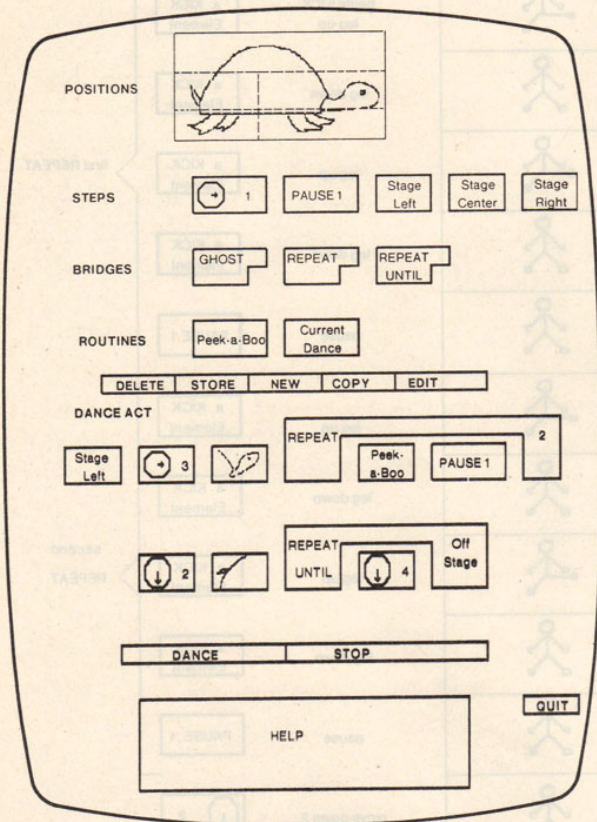 POSITIONS
STEPS
1
PAUSE 1
Stage
Left
Stage
Center
Stage
Right
BRIDGES
GHOST
REPEAT
REPEAT
UNTIL
ROUTINES
Peek-a-Boo
Current
Dance
DELETE STORE NEW COPY EDIT
DANCE ACT
Stage
Left
3
REPEAT
Peek-
a-Boo
PAUSE 1
2
2
REPEAT
UNTIL
4
Off
Stage
DANCE STOP
HELP
QUIT